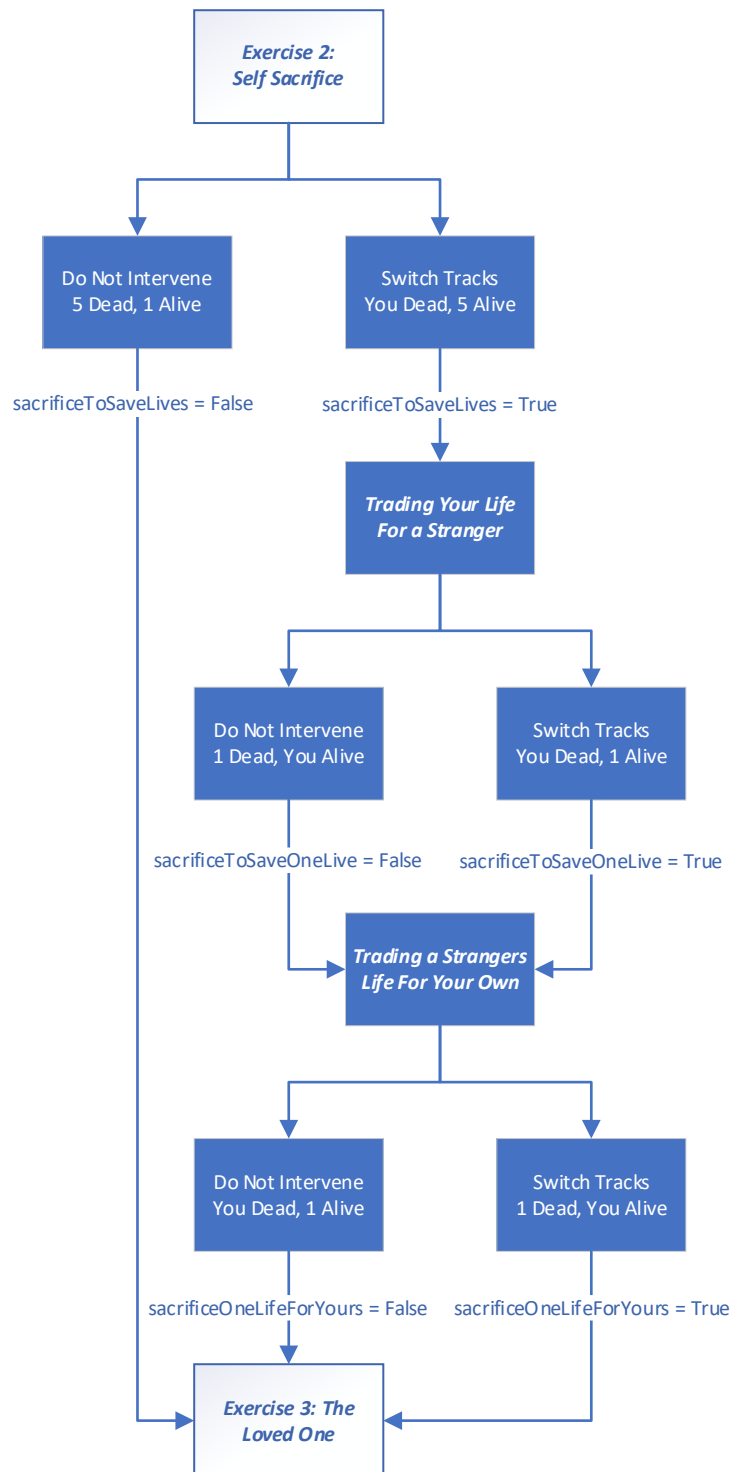 Exercise 2:
Self Sacrifice
Do Not Intervene
5 Dead, 1 Alive
Switch Tracks
You Dead, 5 Alive
sacrificeToSaveLives = False
sacrificeToSaveLives = True
Trading Your Life
For a Stranger
Do Not Intervene
1 Dead, You Alive
Switch Tracks
You Dead, 1 Alive
sacrificeToSaveOneLive = False
sacrificeToSaveOneLive = True
Trading a Strangers
Life For Your Own
Do Not Intervene
You Dead, 1 Alive
Switch Tracks
1 Dead, You Alive
sacrificeOneLifeForYours = False
sacrificeOneLifeForYours = True
Exercise 3: The
Loved One